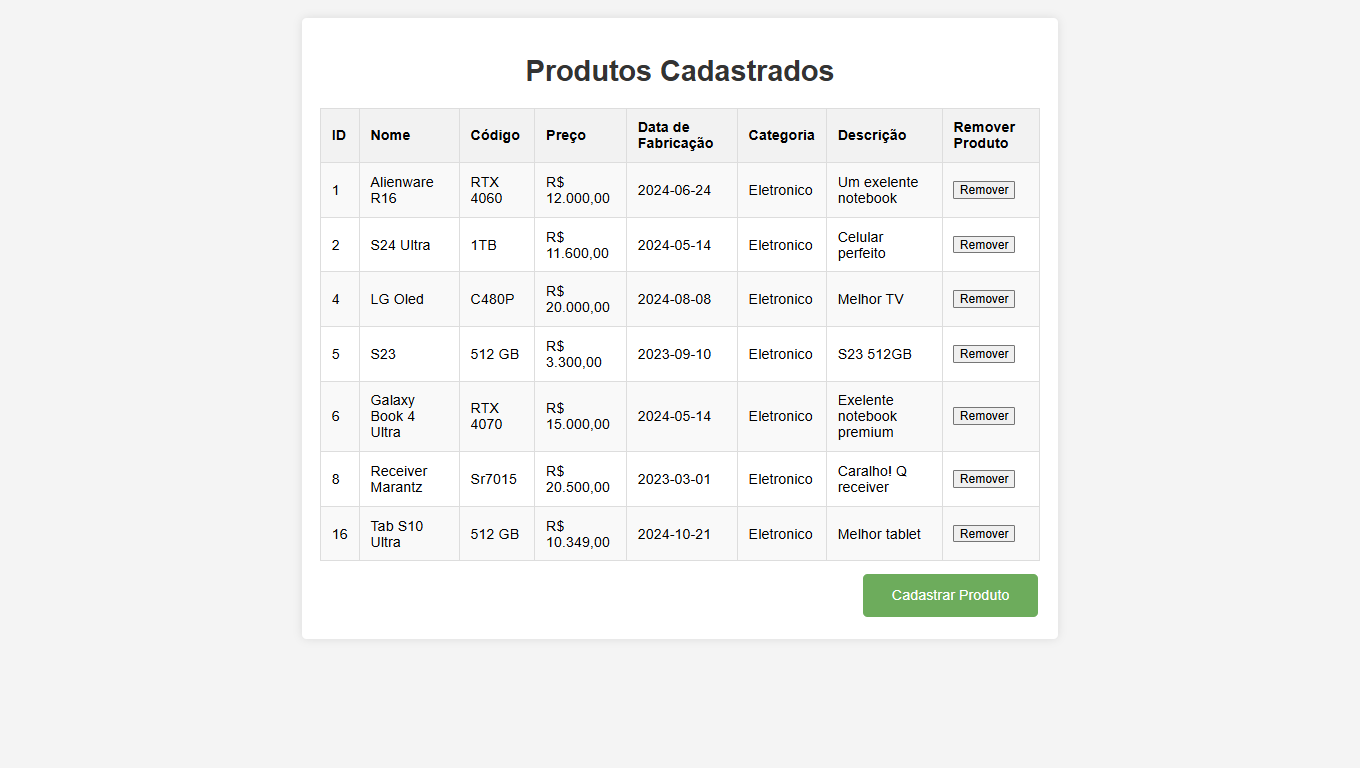 Produtos Cadastrados
ID Nome Código Preço Data de Fabricação Categoria Descrição Remover Produto
1 Alienware R16 RTX 4060 R$ 12.000,00 2024-06-24 Eletronico Um exelente notebook Remover
2 S24 Ultra 1TB R$ 11.600,00 2024-05-14 Eletronico Celular perfeito Remover
4 LG Oled C480P R$ 20.000,00 2024-08-08 Eletronico Melhor TV Remover
5 S23 512 GB R$ 3.300,00 2023-09-10 Eletronico S23 512GB Remover
6 Galaxy Book 4 Ultra RTX 4070 R$ 15.000,00 2024-05-14 Eletronico Exelente notebook premium Remover
8 Receiver Marantz Sr7015 R$ 20.500,00 2023-03-01 Eletronico Caralho! Q receiver Remover
16 Tab S10 Ultra 512 GB R$ 10.349,00 2024-10-21 Eletronico Melhor tablet Remover
Cadastrar Produto